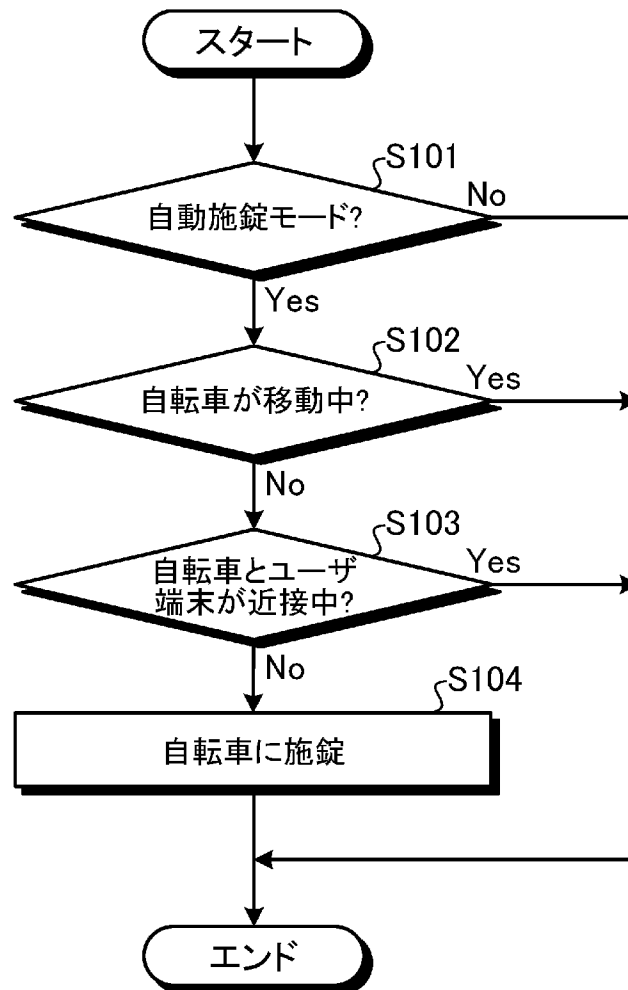 スタート
S101
自動施錠モード?
No
Yes
S102
自転車が移動中?
Yes
No
S103
自転車とユーザ
端末が近接中?
Yes
No
S104
自転車に施錠
エンド